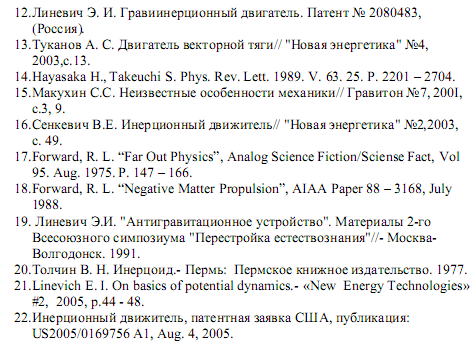 12.Линевич Э. И. Гравиинерционный двигатель. Патент № 2080483,
(Россия).
13.Туканов А. С. Двигатель векторной тяги// "Новая энергетика" №4,
2003,с.13.
14.Hayasaka H., Takeuchi S. Phys. Rev. Lett. 1989. V. 63. 25. P. 2201 – 2704.
15.Макухин С.С. Неизвестные особенности механики// Гравитон №7, 200I,
с.3, 9.
16.Сенкевич В.Е. Инерционный движитель// "Новая энергетика" №2,2003,
с. 49.
17.Forward, R. L. “Far Out Physics”, Analog Science Fiction/Sciense Fact, Vol
95. Aug. 1975. P. 147 – 166.
18.Forward, R. L. “Negative Matter Propulsion”, AIAA Paper 88 – 3168, July
1988.
19. Линевич Э.И. "Антигравитационное устройство". Материалы 2-го
Всесоюзного симпозиума "Перестройка естествознания"//- Москва-
Волгодонск. 1991.
20.Толчин В. Н. Инерцоид.- Пермь: Пермское книжное издательство. 1977.
21.Linevich E. I. On basics of potential dynamics.- «New Energy Technologies»
#2, 2005, p.44 - 48.
22.Инерционный движитель, патентная заявка США, публикация:
US2005/0169756 A1, Aug. 4, 2005.